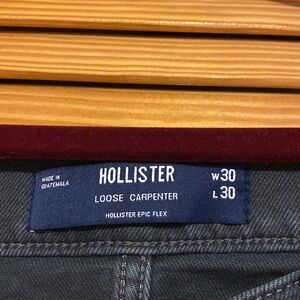 MADE IN
GUATEMALA
HOLLISTER
W30
L30
LOOSE CARPENTER
HOLLISTER EPIC FLEX